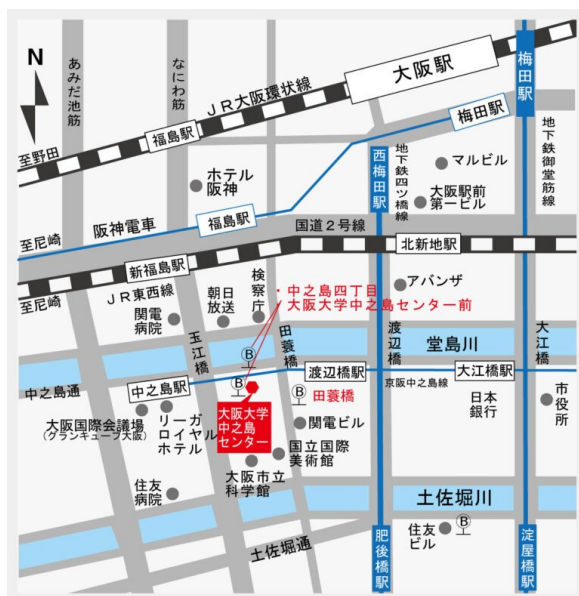 N
あみだ池筋
なにわ筋
JR大阪環状線
大阪駅
梅田駅
福島駅
至野田
梅田駅
ホテル
阪神
西梅田駅
地下鉄四ツ橋線
マルビル
地下鉄御堂筋線
大阪駅前
第一ビル
阪神電車
福島駅
国道2号線
至尼崎
北新地駅
新福島駅
至尼崎
JR東西線
関電
病院
朝日
放送
検察庁
・中之島四丁目
・大阪大学中之島センター前
アバンザ
玉江橋
田蓑橋
渡辺橋
堂島川
大江橋
中之島通
中之島駅
B
B
渡辺橋駅
京阪中之島線
大江橋駅
大阪国際会議場
(グランキューブ大阪)
リーガ
ロイヤル
ホテル
大阪大学
中之島
センター
B
田蓑橋
関電ビル
日本
銀行
市役所
国立国際
美術館
大阪市立
科学館
住友
病院
土佐堀川
土佐堀通
肥後橋駅
住友
ビル
B
淀屋橋駅